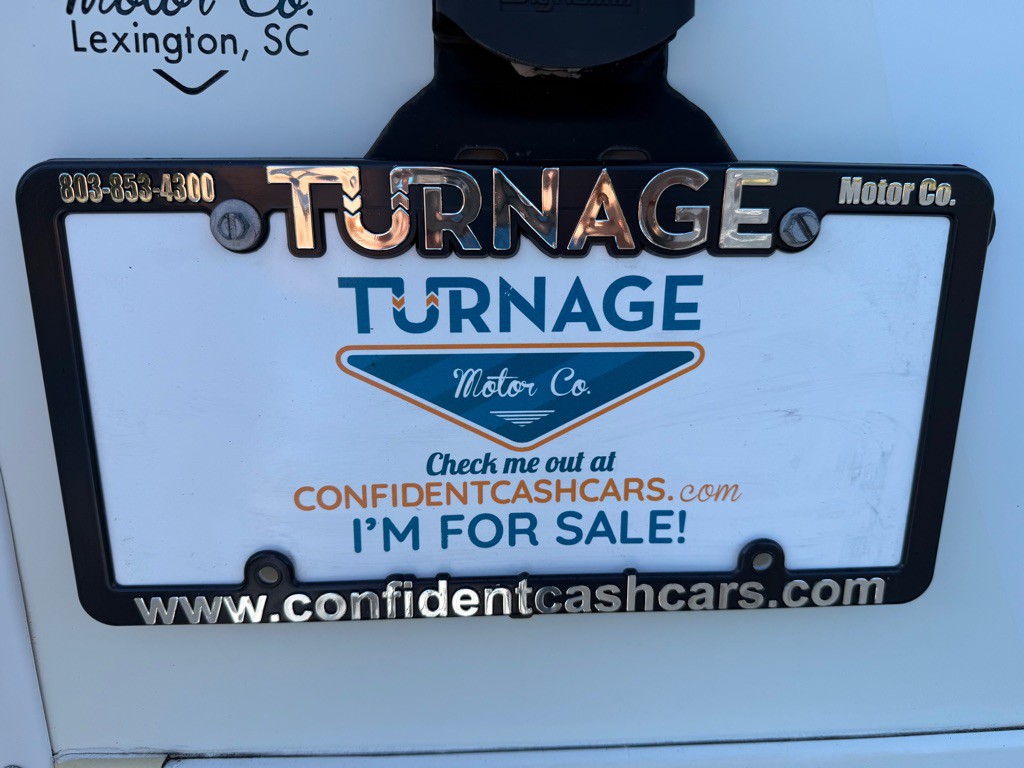 Motor Co.
Lexington, SC
803-853-4300
TURNAGE
Motor Co.
TURNAGE
Motor Co.
Check me out at
CONFIDENTCASHCARS.com
I'M FOR SALE!
www.confidentcashcars.com